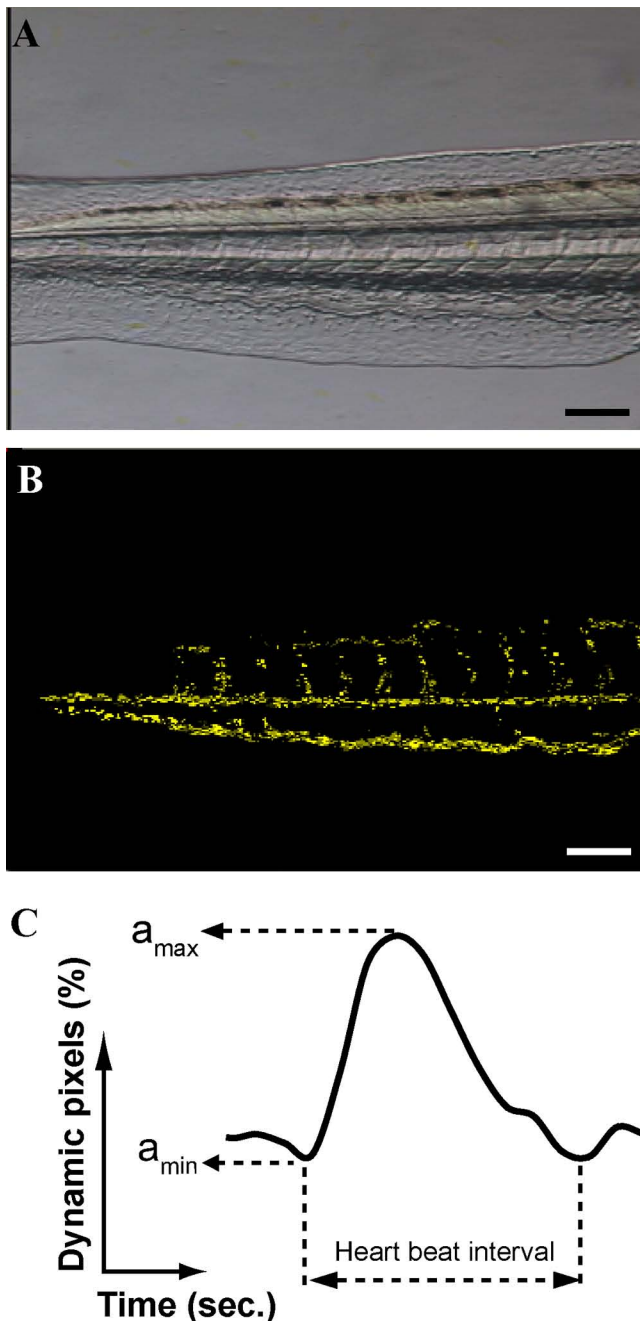 A
B
C
a max
a min
Dynamic pixels (%)
Heart beat interval
Time (sec.)